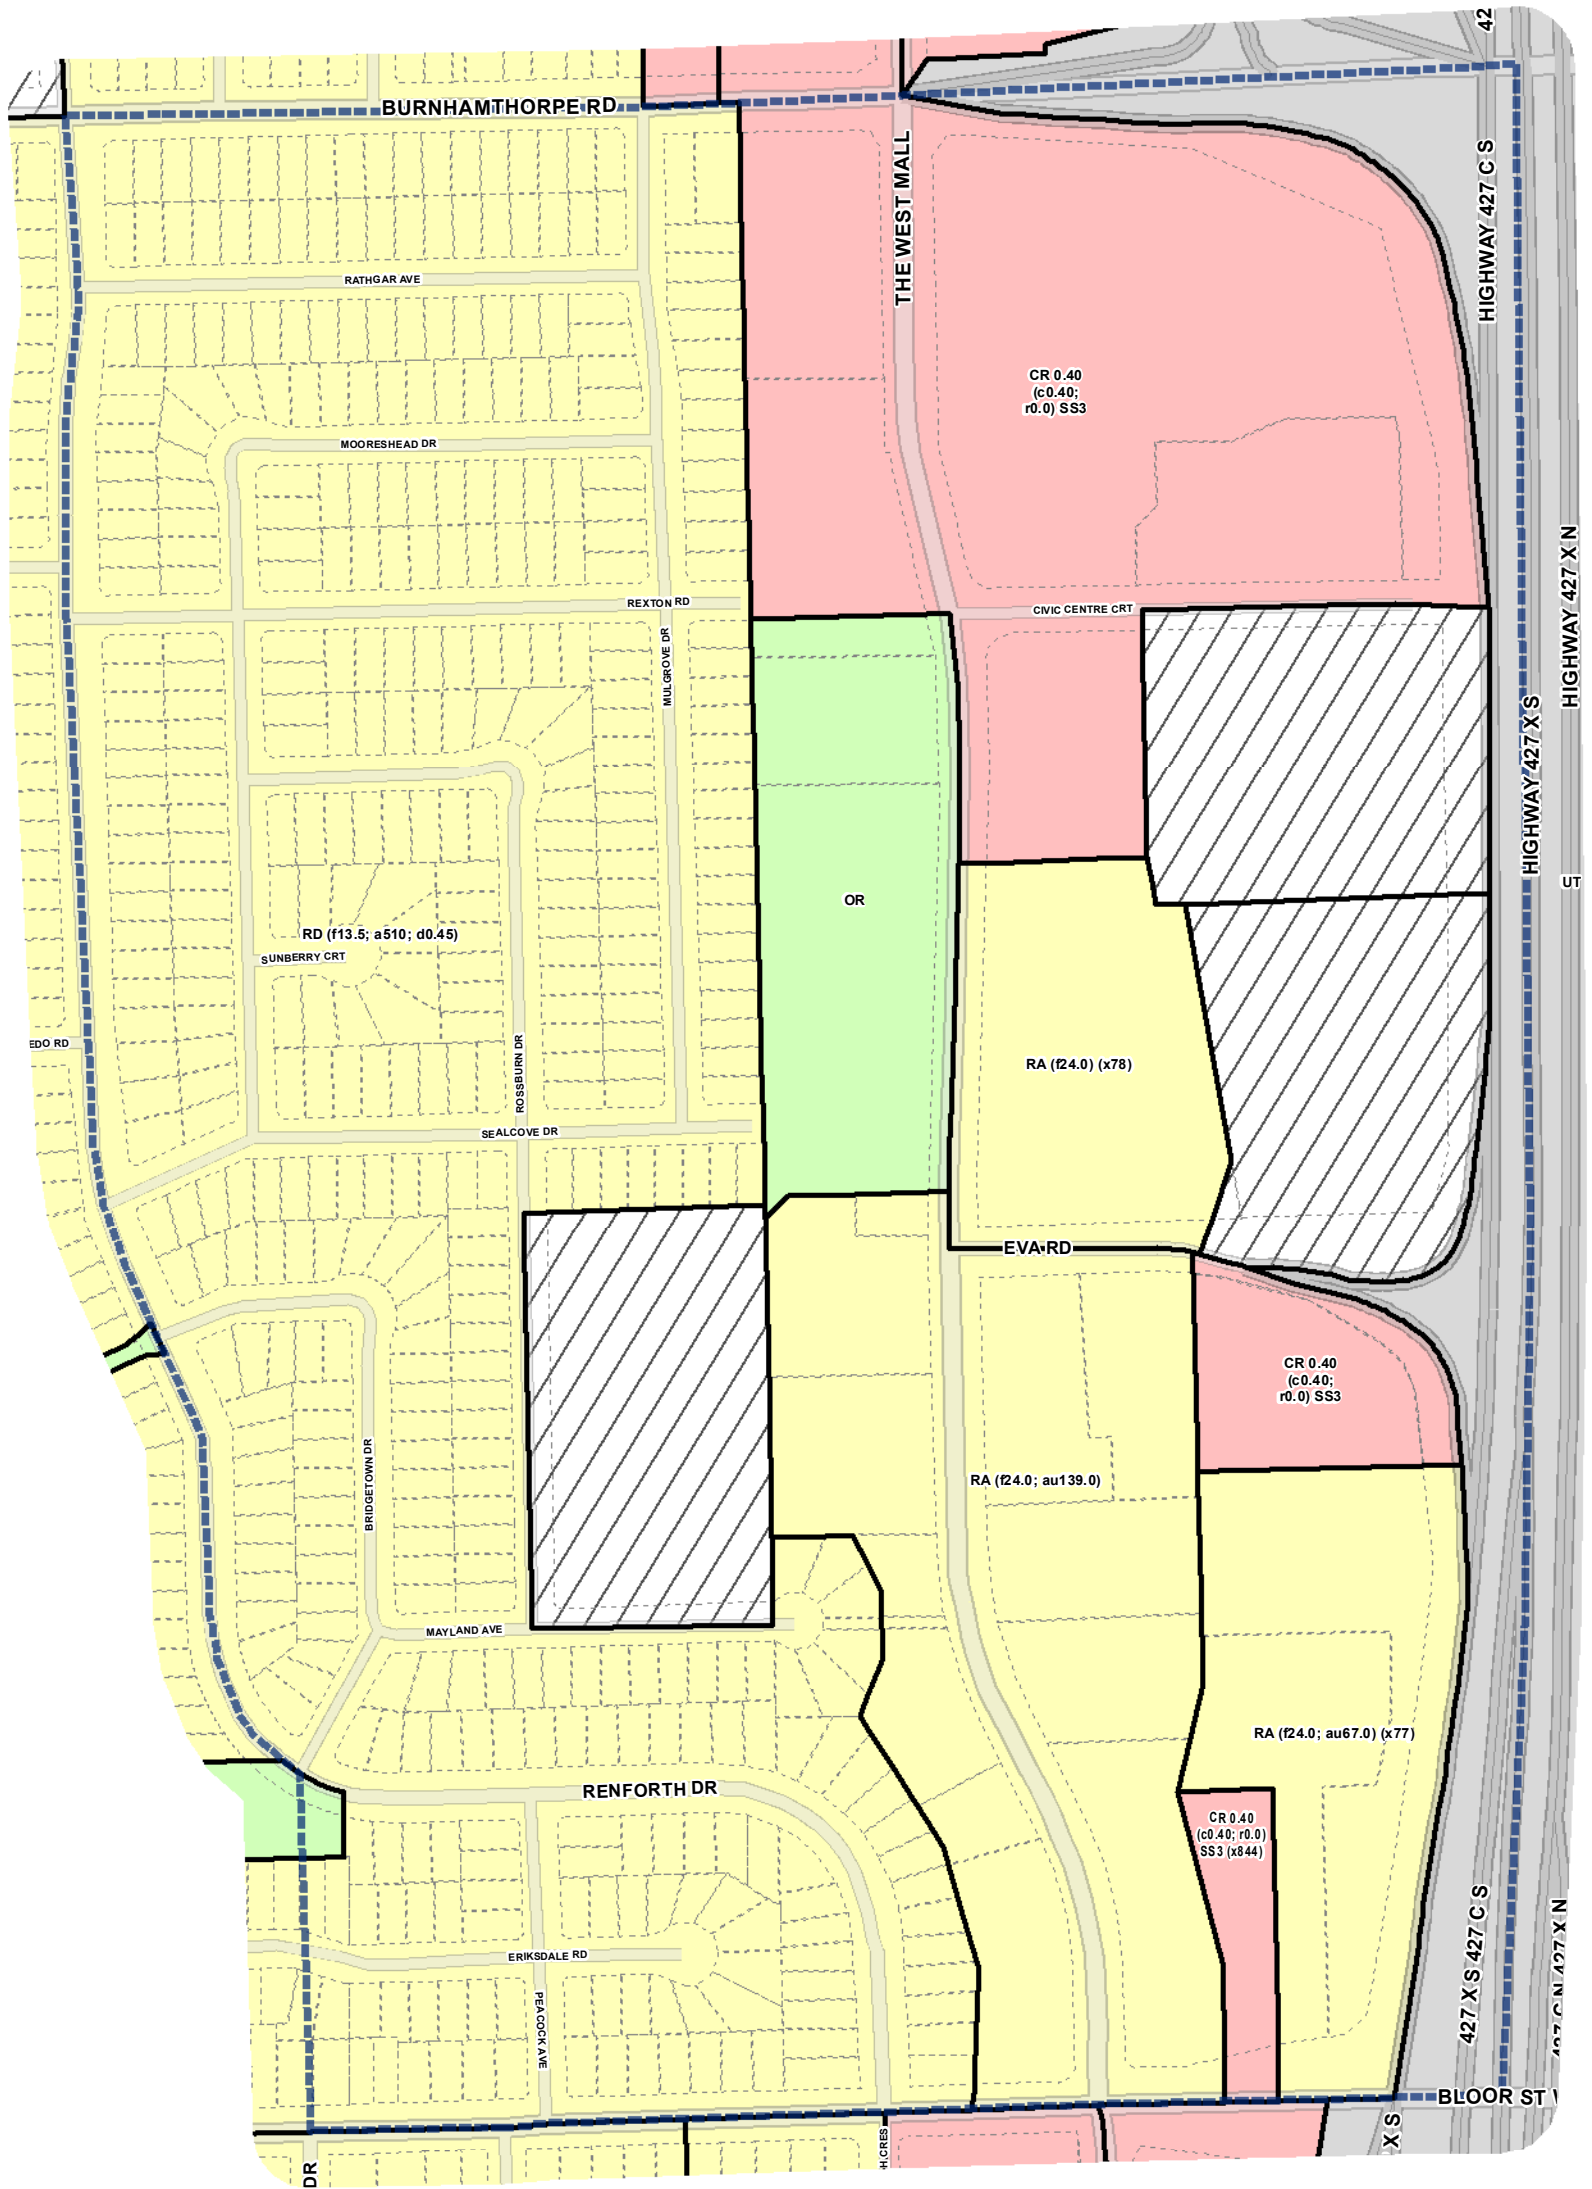 42
BURNHAMTHORPE RD
THE WEST MALL
HIGHWAY 427 C S
RATHGAR AVE
CR 0.40
(c0.40;
r0.0) SS3
MOORESHEAD DR
HIGHWAY 427 X N
REXTON RD
CIVIC CENTRE CRT
MULGROVE DR
HIGHWAY 427 X S
UT
OR
RD (f13.5; a510; d0.45)
SUNBERRY CRT
EDO RD
ROSSBURN DR
RA (f24.0) (x78)
SEALCOVE DR
EVA RD
CR 0.40
(c0.40;
r0.0) SS3
BRIDGETOWN DR
RA (f24.0; au139.0)
MAYLAND AVE
RA (f24.0; au67.0) (x77)
RENFORTH DR
CR 0.40
(c0.40; r0.0)
SS3 (x844)
427 X S 427 C S
427 C N 427 X N
ERIKSDALE RD
PEACOCK AVE
BLOOR ST
X S
H CRES
DR